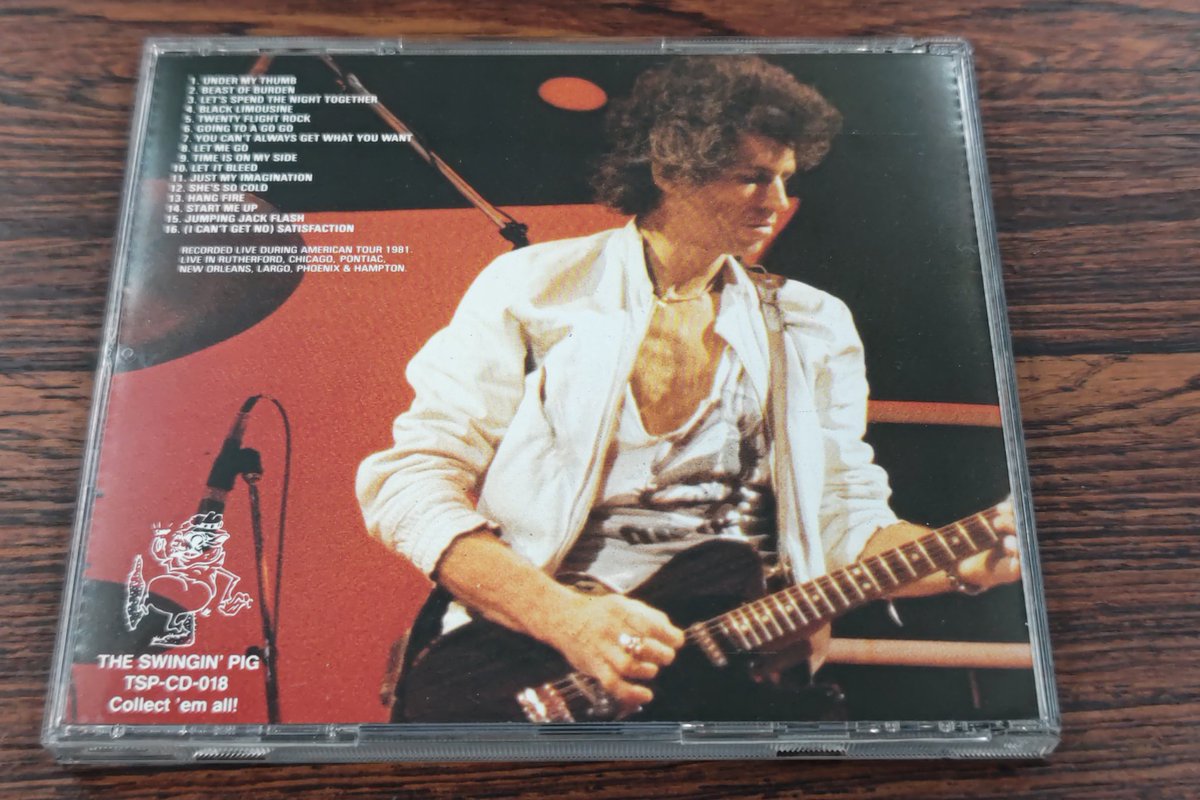 1. UNDER MY THUMB
2. BEAST OF BURDEN
3. LET'S SPEND THE NIGHT TOGETHER
4. BLACK LIMOUSINE
5. TWENTY FLIGHT ROCK
6. GOING TO A GO GO
7. YOU CAN'T ALWAYS GET WHAT YOU WANT
8. LET ME GO
9. TIME IS ON MY SIDE
10. LET IT BLEED
11. JUST MY IMAGINATION
12. SHE'S SO COLD
13. HANG FIRE
14. START ME UP
15. JUMPING JACK FLASH
16. (I CAN'T GET NO) SATISFACTION
RECORDED LIVE DURING AMERICAN TOUR 1981.
LIVE IN RUTHERFORD, CHICAGO, PONTIAC,
NEW ORLEANS, LARGO, PHOENIX & HAMPTON.
THE SWINGIN' PIG
TSP-CD-018
Collect 'em all!